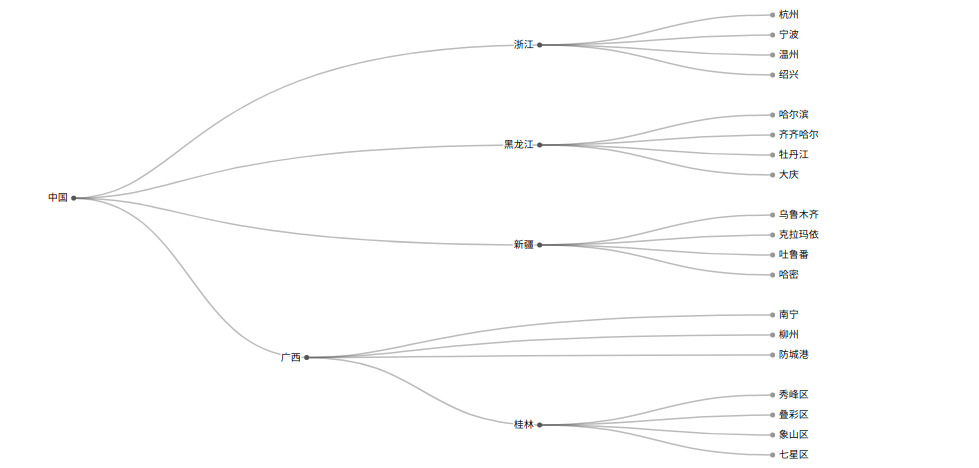 中国
浙江
杭州
宁波
温州
绍兴
黑龙江
哈尔滨
齐齐哈尔
牡丹江
大庆
新疆
乌鲁木齐
克拉玛依
吐鲁番
哈密
广西
南宁
柳州
防城港
桂林
秀峰区
叠彩区
象山区
七星区